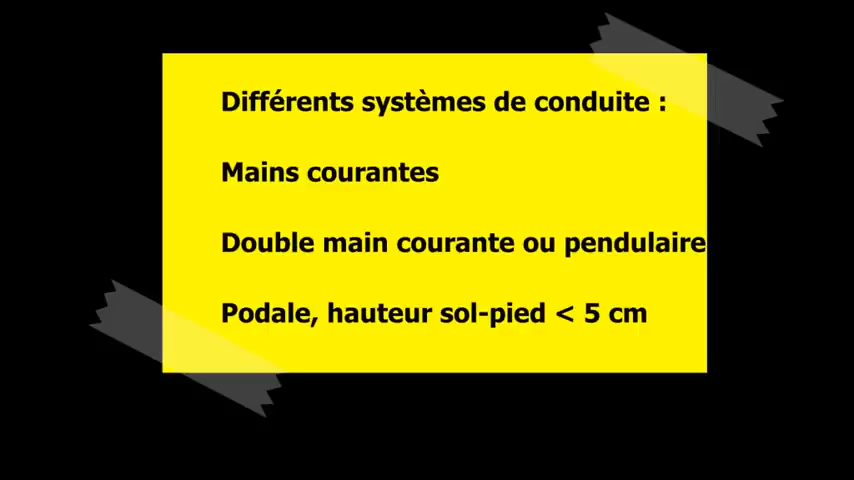 Différents systèmes de conduite :
Mains courantes
Double main courante ou pendulaire
Podale, hauteur sol-pied < 5 cm